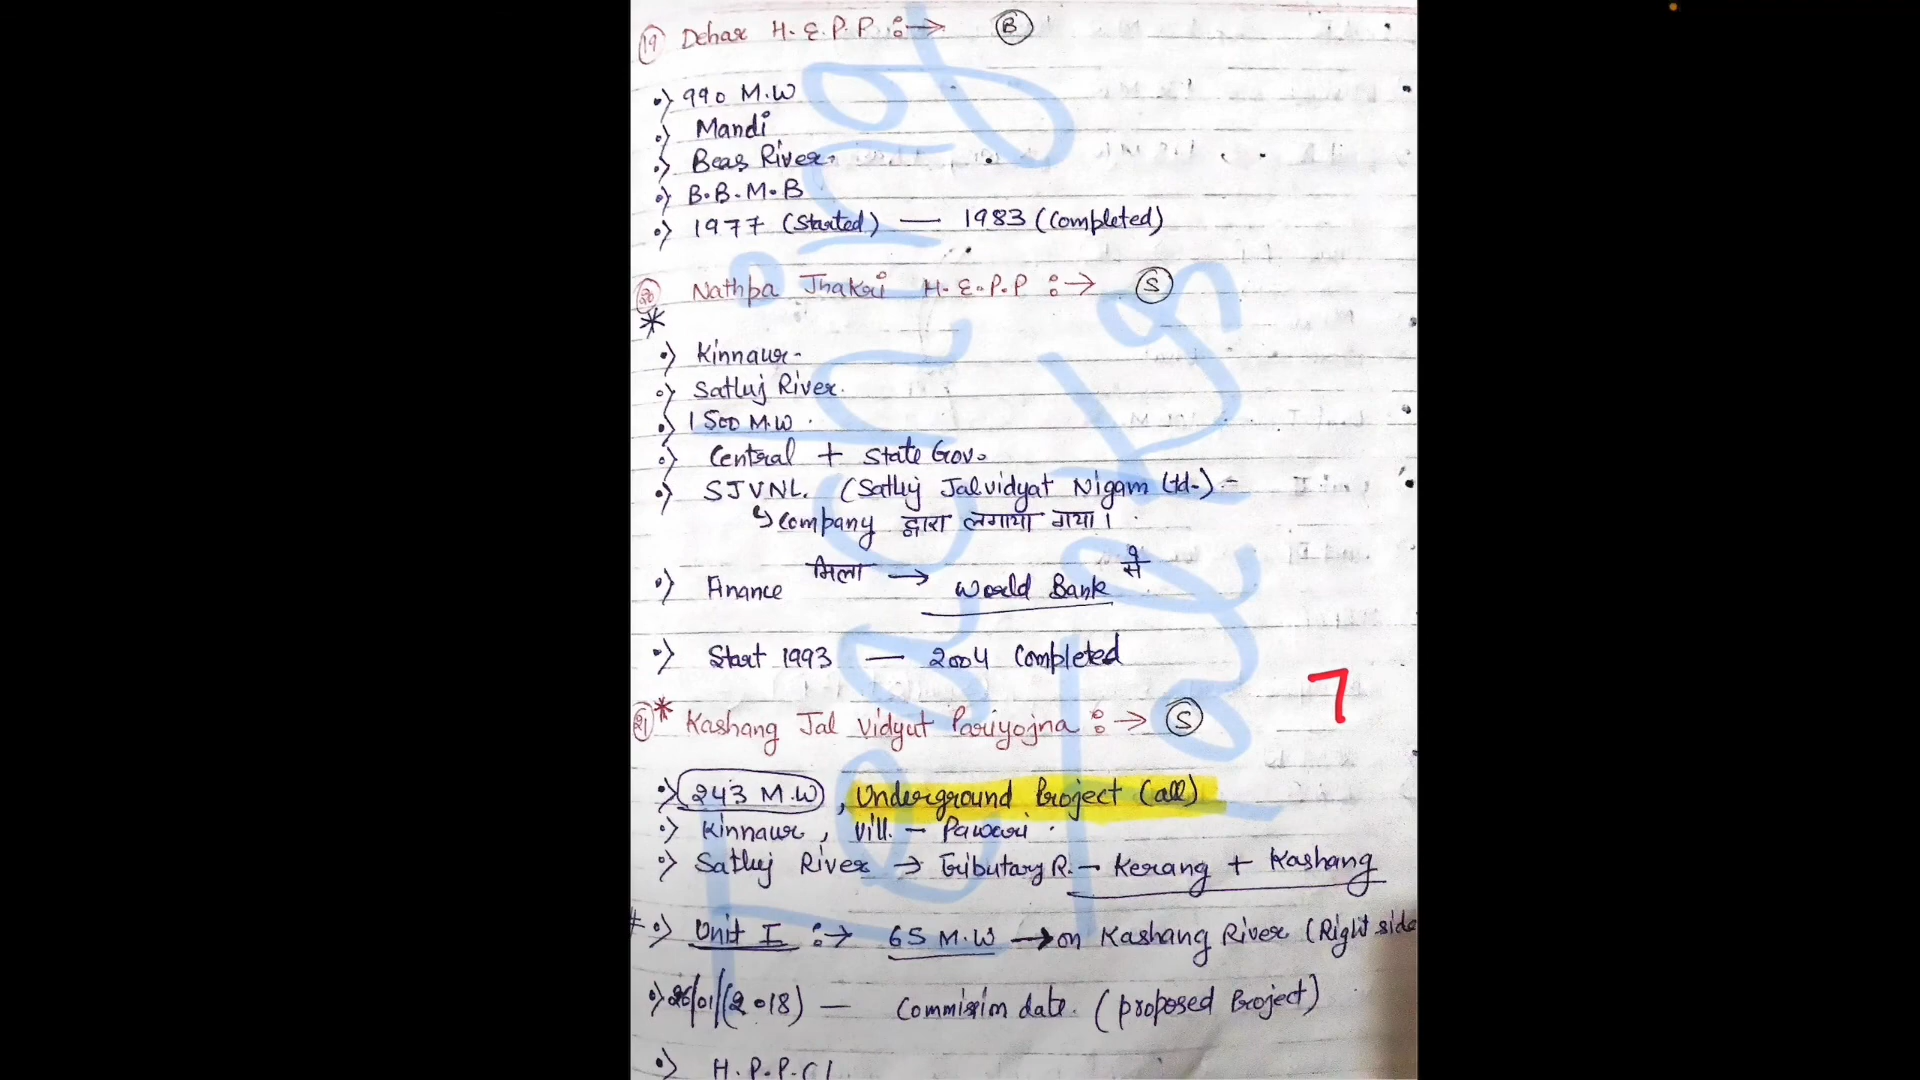 19 Dehar H.E.P.P. :→ B
•) 990 M.W
•) Mandi
•) Beas River.
•) B.B.M.B
•) 1977 (Started) — 1983 (Completed)
20 Nathpa Jhakri H.E.P.P :→ S
*
•) Kinnaur-
•) Satluj River.
•) 1500 M.W.
•) Central + State Gov.
•) SJVNL. (Satluj Jalvidyat Nigam Ltd.) -
↳ Company द्वारा लगाया गया।
•) Finance मिला → World Bank से
•) Start 1993 — 2004 Completed
7
21 * Kashang Jal Vidyut Pariyojna :→ S
•) 243 M.W, Underground Project (all)
•) Kinnaur, Vill. - Pawari.
•) Satluj River → Tributary R. - Kerang + Kashang
•) Unit I :→ 65 M.W → on Kashang River (Right side
•) 26/01/(2018) — Commission date. (proposed Project)
•) H.P.P.CL